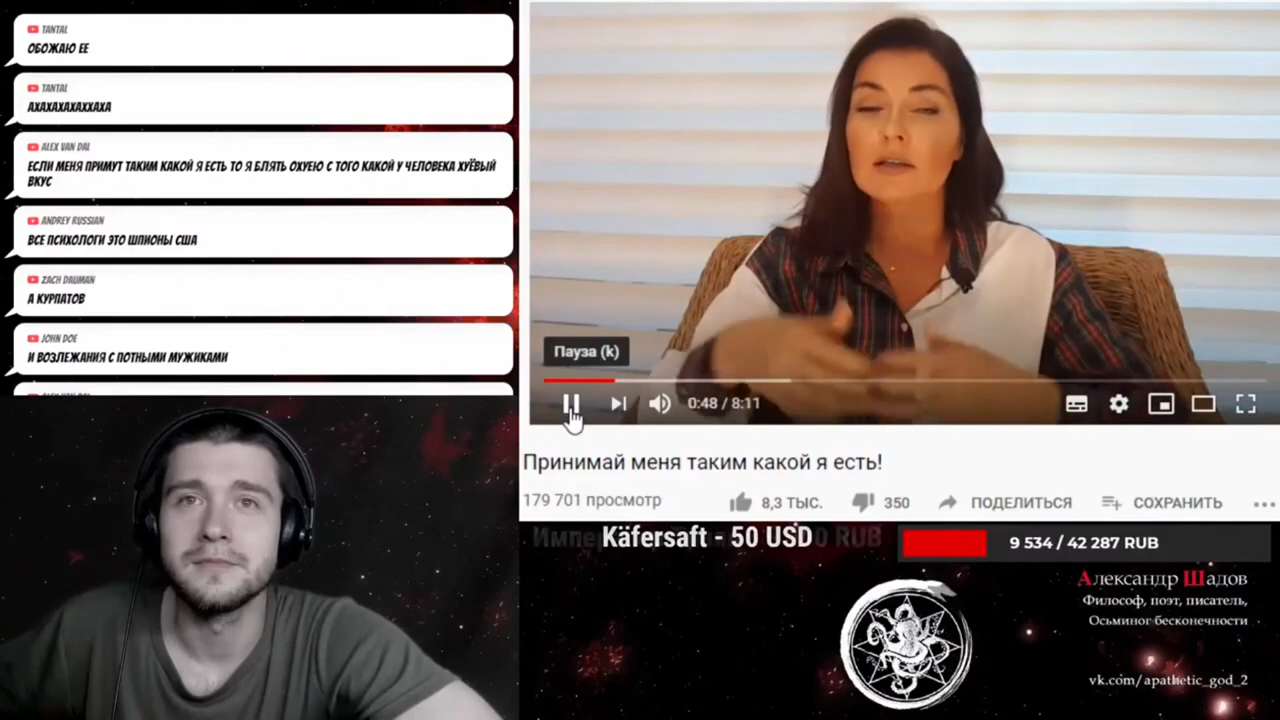 TANTAL
ОБОЖАЮ ЕЕ
TANTAL
АХАХАХАХАХХАХА
ALEX VAN DAL
ЕСЛИ МЕНЯ ПРИМУТ ТАКИМ КАКОЙ Я ЕСТЬ ТО Я БЛЯТЬ ОХУЕЮ С ТОГО КАКОЙ У ЧЕЛОВЕКА ХУЁВЫЙ
ВКУС
ANDREY RUSSIAN
ВСЕ ПСИХОЛОГИ ЭТО ШПИОНЫ США
ZACH DAUMAN
А КУРПАТОВ
JOHN DOE
И ВОЗЛЕЖАНИЯ С ПОТНЫМИ МУЖИКАМИ
Пауза (k)
0:48 / 8:11
Принимай меня таким какой я есть!
179 701 просмотр
8,3 ТЫС.
350
ПОДЕЛИТЬСЯ
СОХРАНИТЬ
Käfersaft - 50 USD
RUB
9 534 / 42 287 RUB
Александр Шадов
Философ, поэт, писатель,
Осьминог бесконечности
vk.com/apathetic_god_2